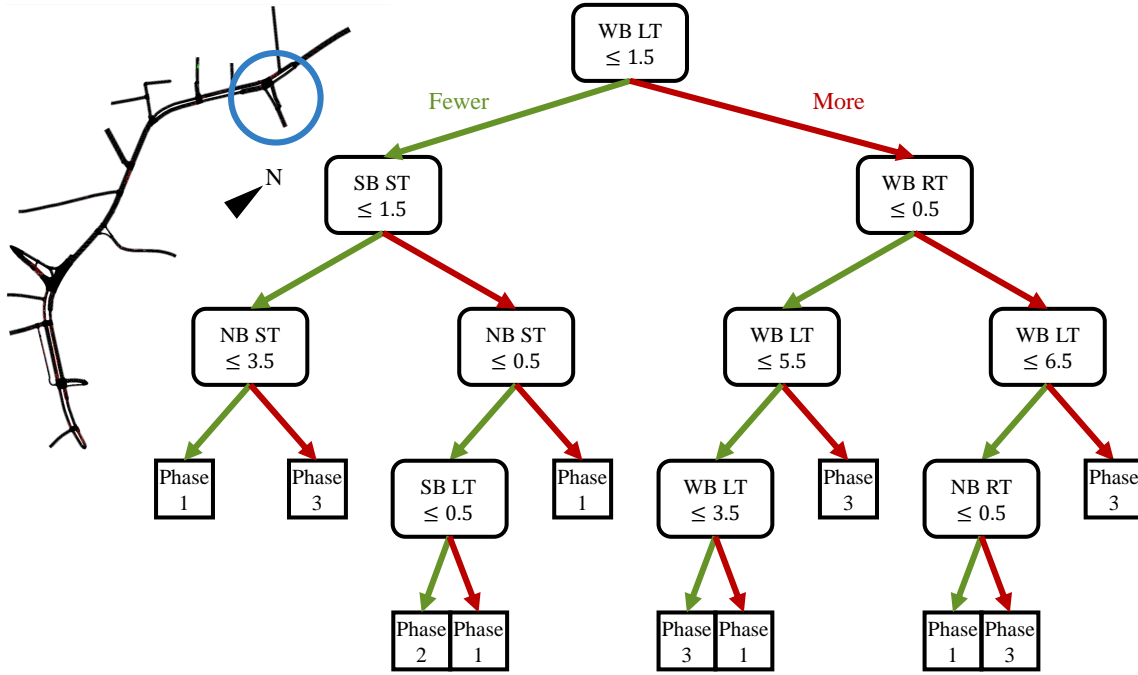 WB LT
≤ 1.5
Fewer
More
N
SB ST
≤ 1.5
WB RT
≤ 0.5
NB ST
≤ 3.5
NB ST
≤ 0.5
WB LT
≤ 5.5
WB LT
≤ 6.5
Phase
1
Phase
3
SB LT
≤ 0.5
Phase
1
WB LT
≤ 3.5
Phase
3
NB RT
≤ 0.5
Phase
3
Phase
2
Phase
1
Phase
3
Phase
1
Phase
1
Phase
3